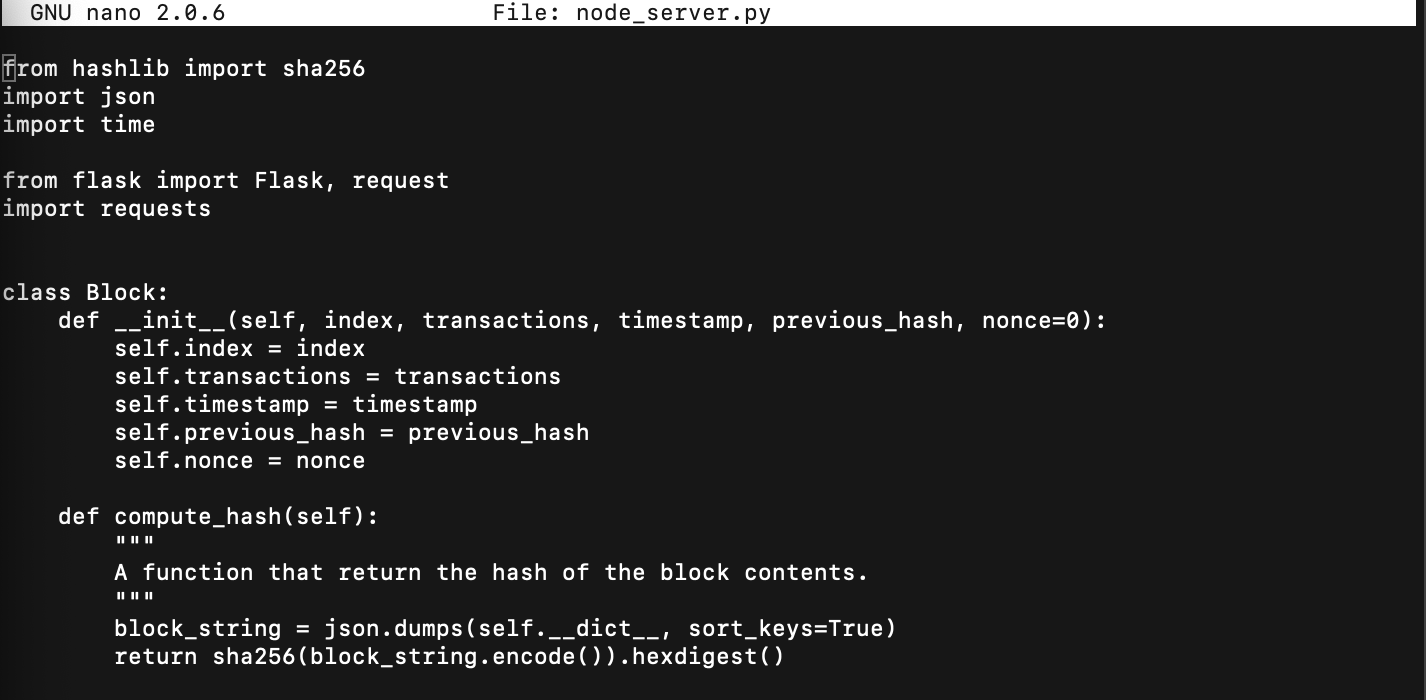 GNU nano 2.0.6 File: node_server.py
from hashlib import sha256
import json
import time
from flask import Flask, request
import requests
class Block:
    def __init__(self, index, transactions, timestamp, previous_hash, nonce=0):
        self.index = index
        self.transactions = transactions
        self.timestamp = timestamp
        self.previous_hash = previous_hash
        self.nonce = nonce
    def compute_hash(self):
        """
        A function that return the hash of the block contents.
        """
        block_string = json.dumps(self.__dict__, sort_keys=True)
        return sha256(block_string.encode()).hexdigest()